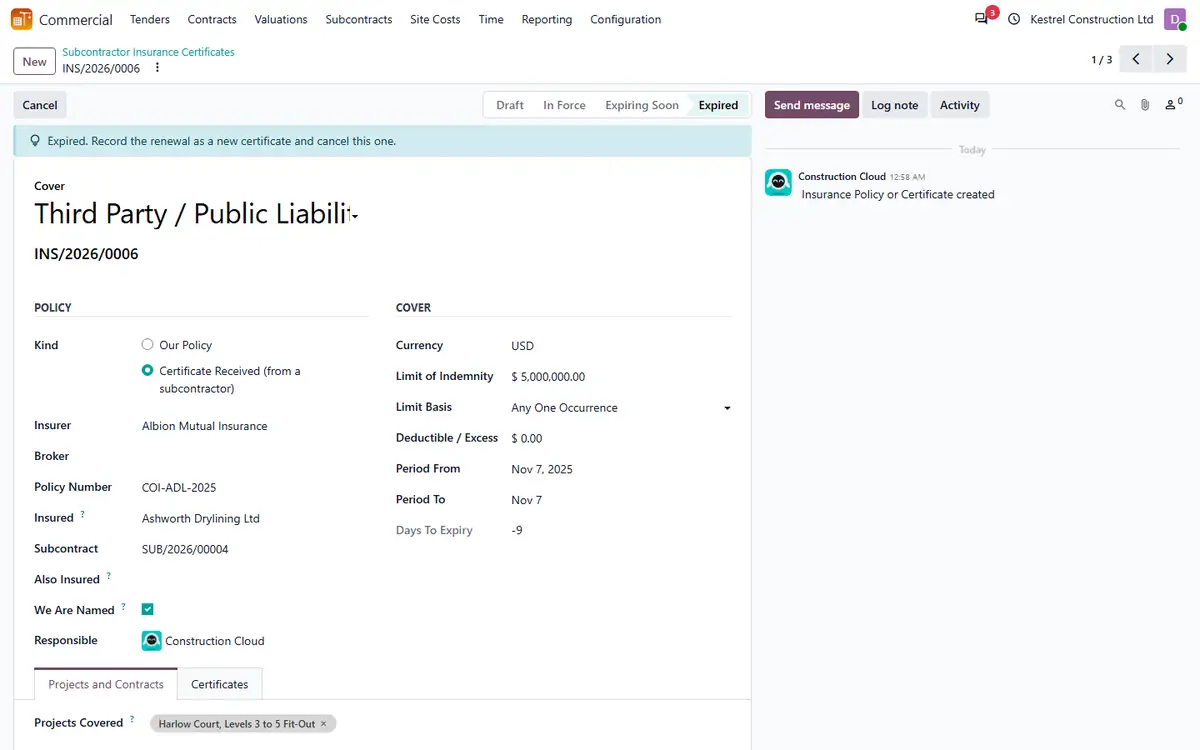 Commercial Tenders Contracts Valuations Subcontracts Site Costs Time Reporting Configuration 3 Kestrel Construction Ltd D
New Subcontractor Insurance Certificates
INS/2026/0006
1 / 3
Cancel Draft In Force Expiring Soon Expired Send message Log note Activity 0
Expired. Record the renewal as a new certificate and cancel this one.
Today
Construction Cloud 12:58 AM
Insurance Policy or Certificate created
Cover
Third Party / Public Liabilit
INS/2026/0006
POLICY
Kind Our Policy
Certificate Received (from a
subcontractor)
Insurer Albion Mutual Insurance
Broker
Policy Number COI-ADL-2025
Insured ? Ashworth Drylining Ltd
Subcontract SUB/2026/00004
Also Insured ?
We Are Named ?
Responsible Construction Cloud
COVER
Currency USD
Limit of Indemnity $ 5,000,000.00
Limit Basis Any One Occurrence
Deductible / Excess $ 0.00
Period From Nov 7, 2025
Period To Nov 7
Days To Expiry -9
Projects and Contracts Certificates
Projects Covered ? Harlow Court, Levels 3 to 5 Fit-Out ×